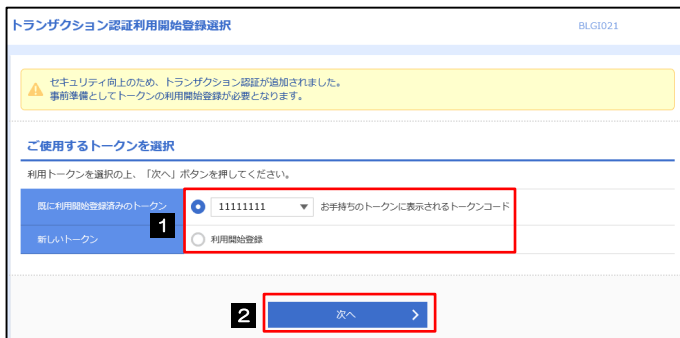 トランザクション認証利用開始登録選択
BLGI021
セキュリティ向上のため、トランザクション認証が追加されました。
事前準備としてトークンの利用開始登録が必要となります。
ご使用するトークンを選択
利用トークンを選択の上、「次へ」ボタンを押してください。
既に利用開始登録済みのトークン
11111111
お手持ちのトークンに表示されるトークンコード
1
新しいトークン
利用開始登録
2
次へ